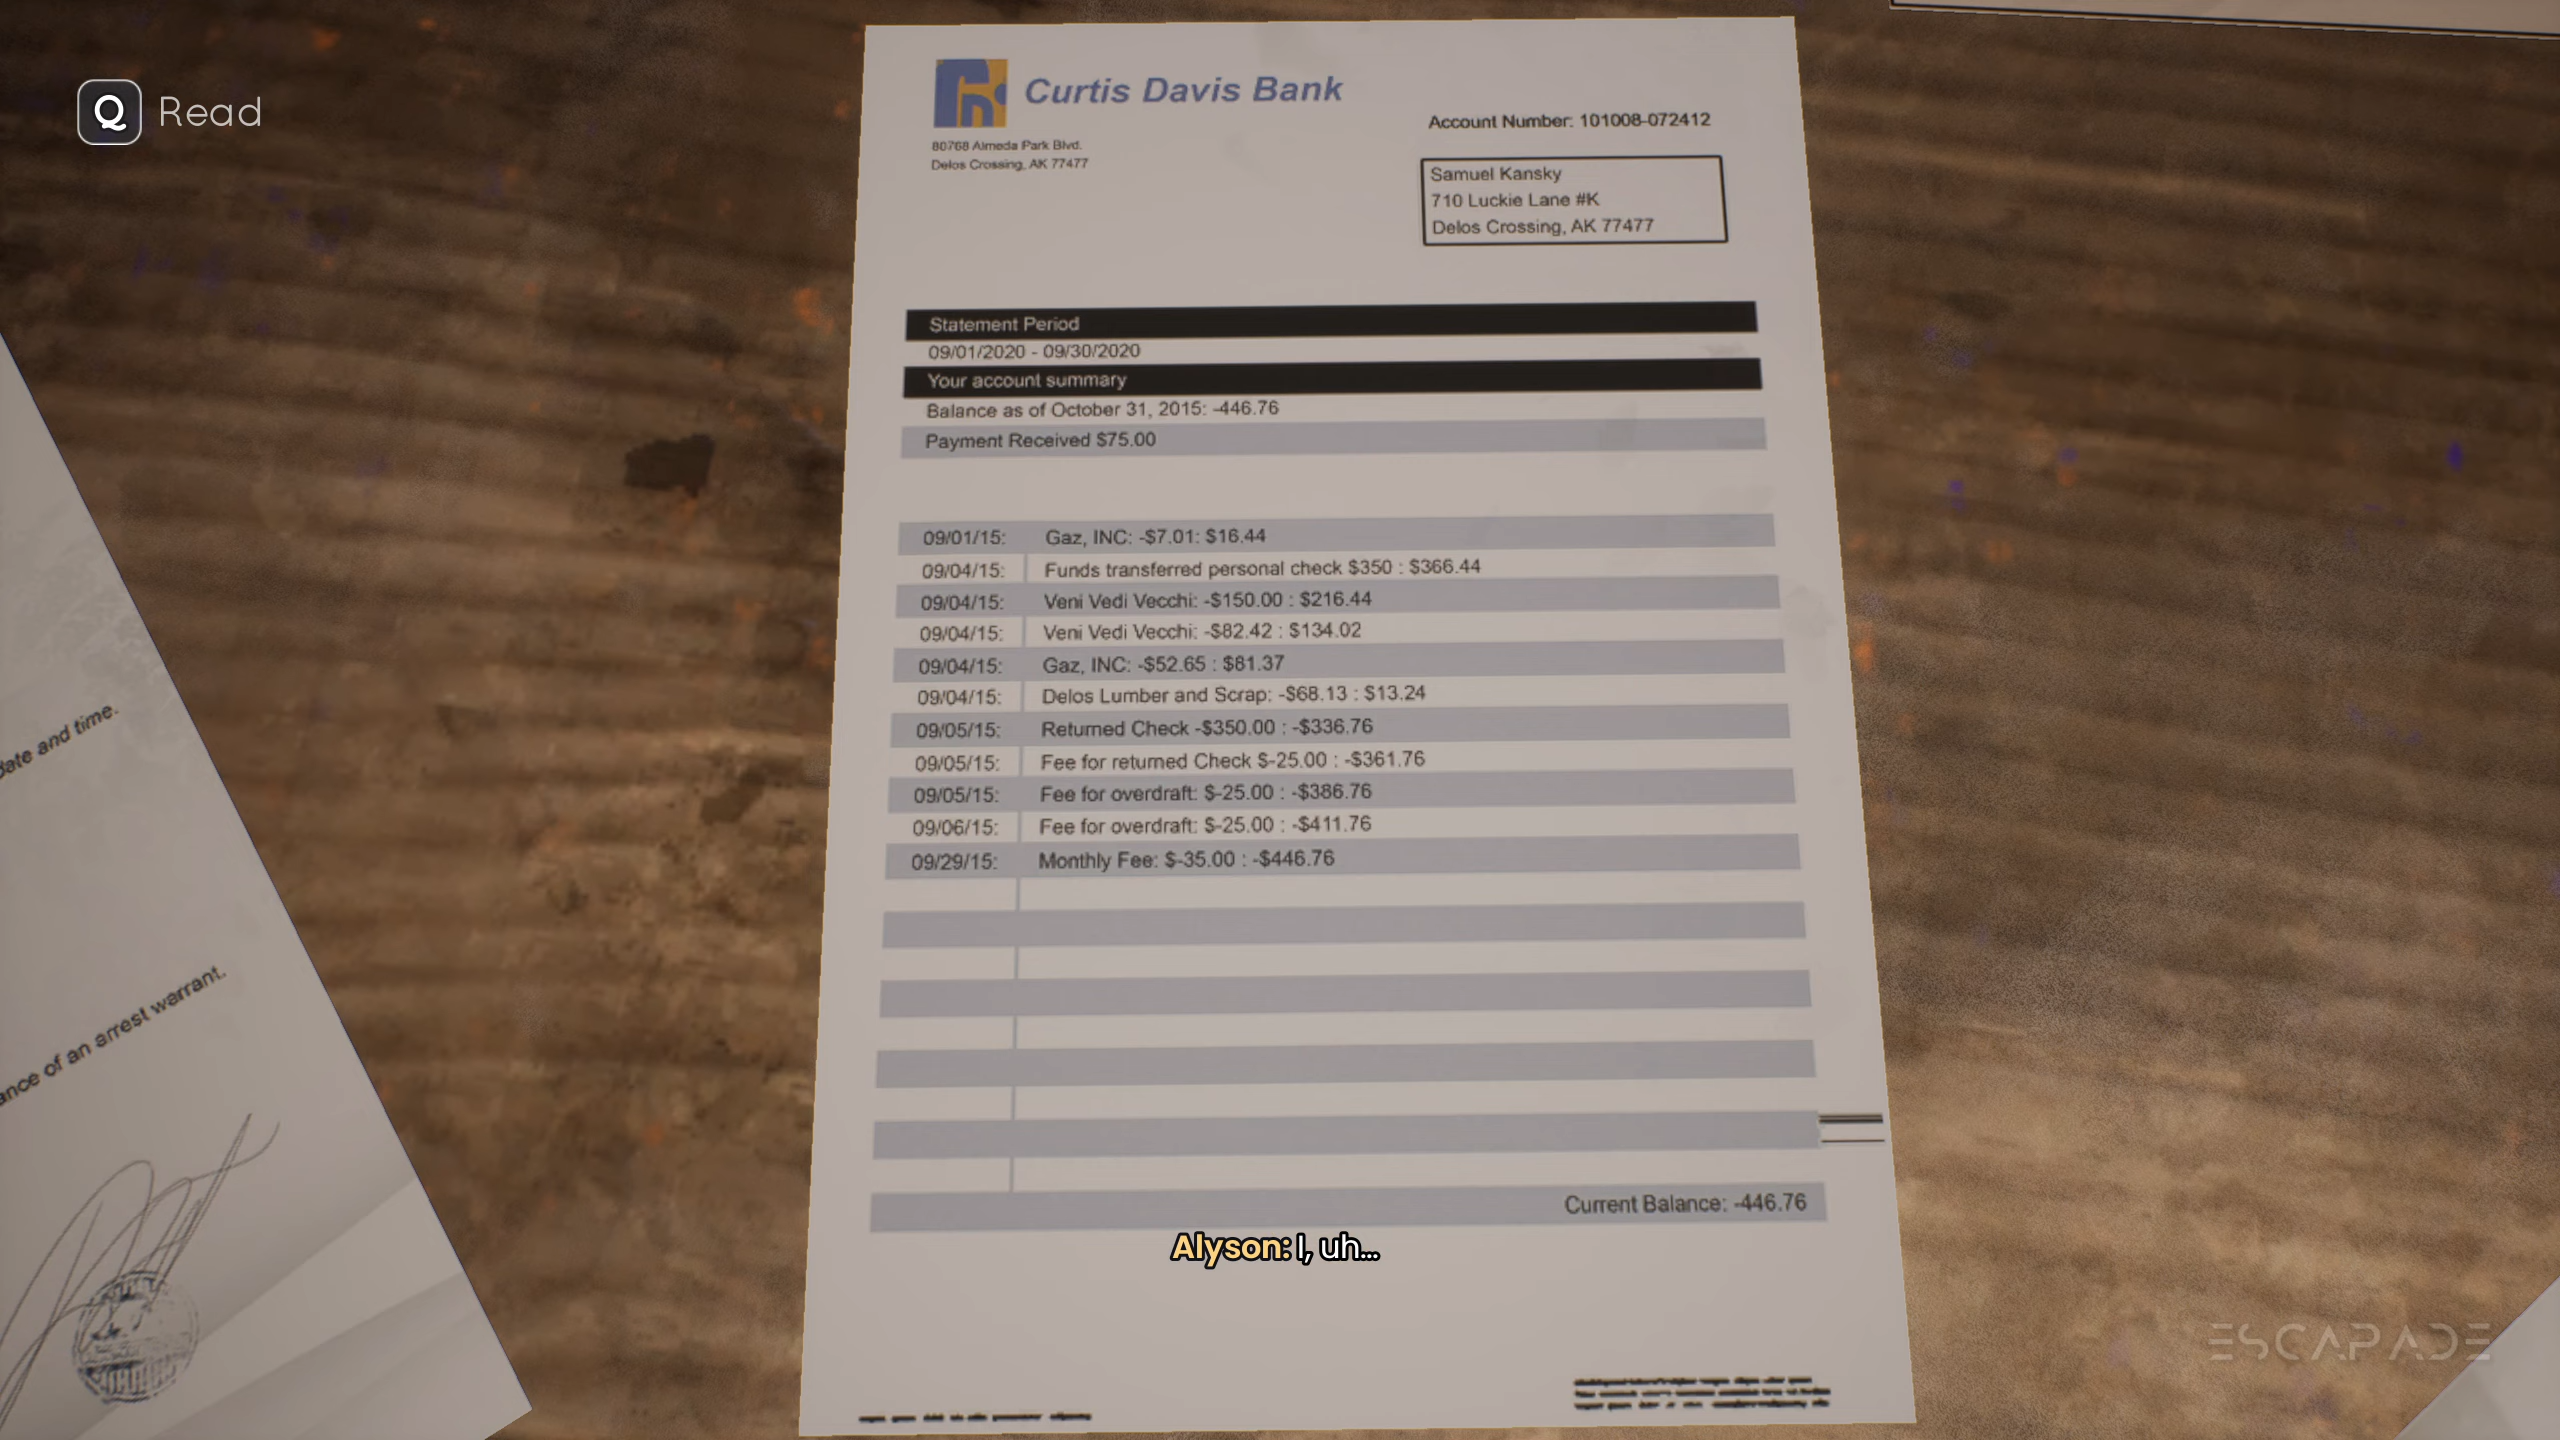 Q Read
Curtis Davis Bank
80768 Almeda Park Blvd.
Delos Crossing, AK 77477
Account Number: 101008-072412
Samuel Kansky
710 Luckie Lane #K
Delos Crossing, AK 77477
Statement Period
09/01/2020 - 09/30/2020
Your account summary
Balance as of October 31, 2015: -446.76
Payment Received $75.00
09/01/15: Gaz, INC: -$7.01: $16.44
09/04/15: Funds transferred personal check $350 : $366.44
09/04/15: Veni Vedi Vecchi: -$150.00 : $216.44
09/04/15: Veni Vedi Vecchi: -$82.42 : $134.02
09/04/15: Gaz, INC: -$52.65 : $81.37
09/04/15: Delos Lumber and Scrap: -$68.13 : $13.24
09/05/15: Returned Check -$350.00 : -$336.76
09/05/15: Fee for returned Check $-25.00 : -$361.76
09/05/15: Fee for overdraft: $-25.00 : -$386.76
09/06/15: Fee for overdraft: $-25.00 : -$411.76
09/29/15: Monthly Fee: $-35.00 : -$446.76
Current Balance: -446.76
date and time.
of an arrest warrant.
Alyson: I, uh...
ESCAPADE